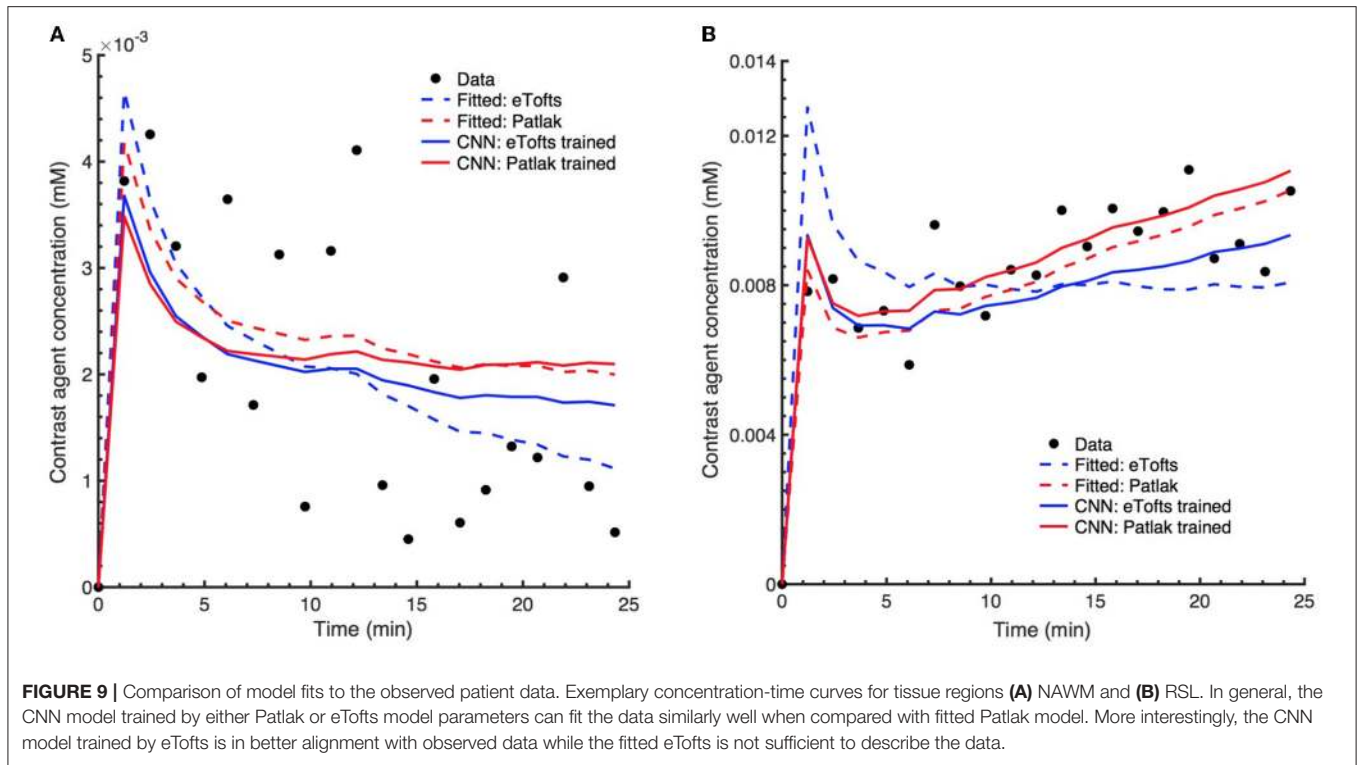 A
×10⁻³
5
4
3
2
1
0
Contrast agent concentration (mM)
Data
Fitted: eTofts
Fitted: Patlak
CNN: eTofts trained
CNN: Patlak trained
0 5 10 15 20 25
Time (min)
B
0.014
0.012
0.008
0.004
0
Contrast agent concentration (mM)
Data
Fitted: eTofts
Fitted: Patlak
CNN: eTofts trained
CNN: Patlak trained
0 5 10 15 20 25
Time (min)
FIGURE 9 | Comparison of model fits to the observed patient data. Exemplary concentration-time curves for tissue regions (A) NAWM and (B) RSL. In general, the
CNN model trained by either Patlak or eTofts model parameters can fit the data similarly well when compared with fitted Patlak model. More interestingly, the CNN
model trained by eTofts is in better alignment with observed data while the fitted eTofts is not sufficient to describe the data.